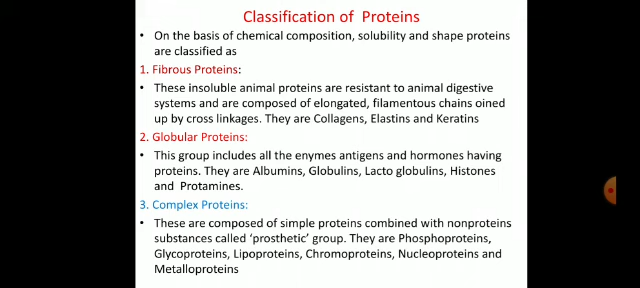 Classification of Proteins
• On the basis of chemical composition, solubility and shape proteins
are classified as
1. Fibrous Proteins:
• These insoluble animal proteins are resistant to animal digestive
systems and are composed of elongated, filamentous chains oined
up by cross linkages. They are Collagens, Elastins and Keratins
2. Globular Proteins:
• This group includes all the enymes antigens and hormones having
proteins. They are Albumins, Globulins, Lacto globulins, Histones
and Protamines.
3. Complex Proteins:
• These are composed of simple proteins combined with nonproteins
substances called ‘prosthetic’ group. They are Phosphoproteins,
Glycoproteins, Lipoproteins, Chromoproteins, Nucleoproteins and
Metalloproteins